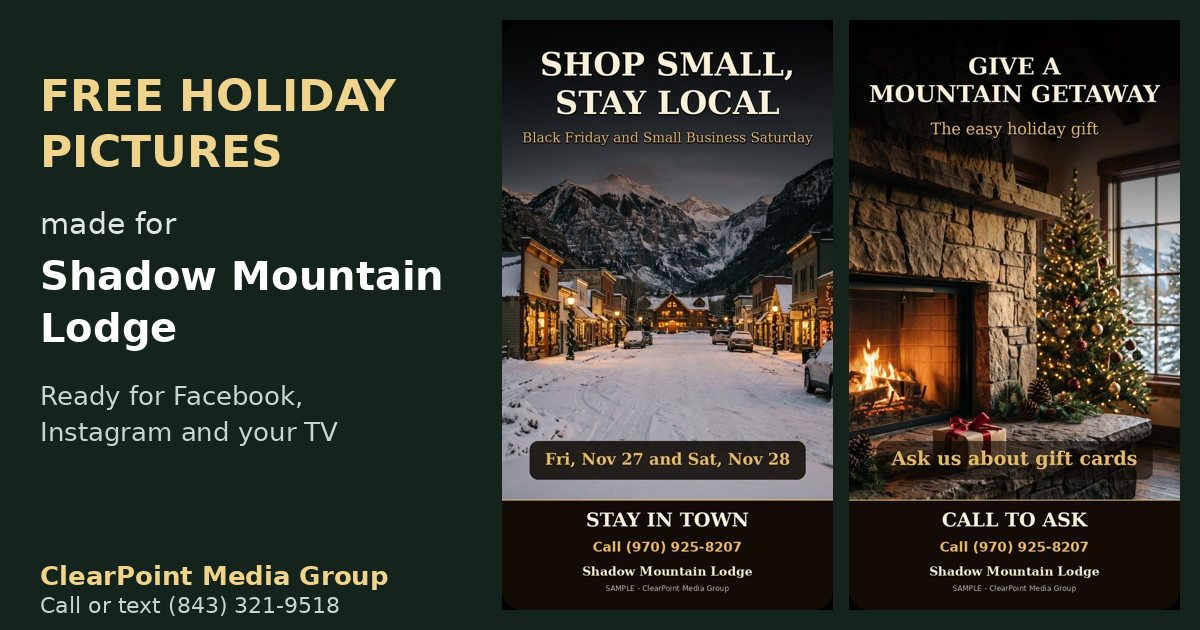 FREE HOLIDAY
PICTURES
made for
Shadow Mountain
Lodge
Ready for Facebook,
Instagram and your TV
ClearPoint Media Group
Call or text (843) 321-9518
SHOP SMALL,
STAY LOCAL
Black Friday and Small Business Saturday
Fri, Nov 27 and Sat, Nov 28
STAY IN TOWN
Call (970) 925-8207
Shadow Mountain Lodge
SAMPLE - ClearPoint Media Group
GIVE A
MOUNTAIN GETAWAY
The easy holiday gift
Ask us about gift cards
CALL TO ASK
Call (970) 925-8207
Shadow Mountain Lodge
SAMPLE - ClearPoint Media Group